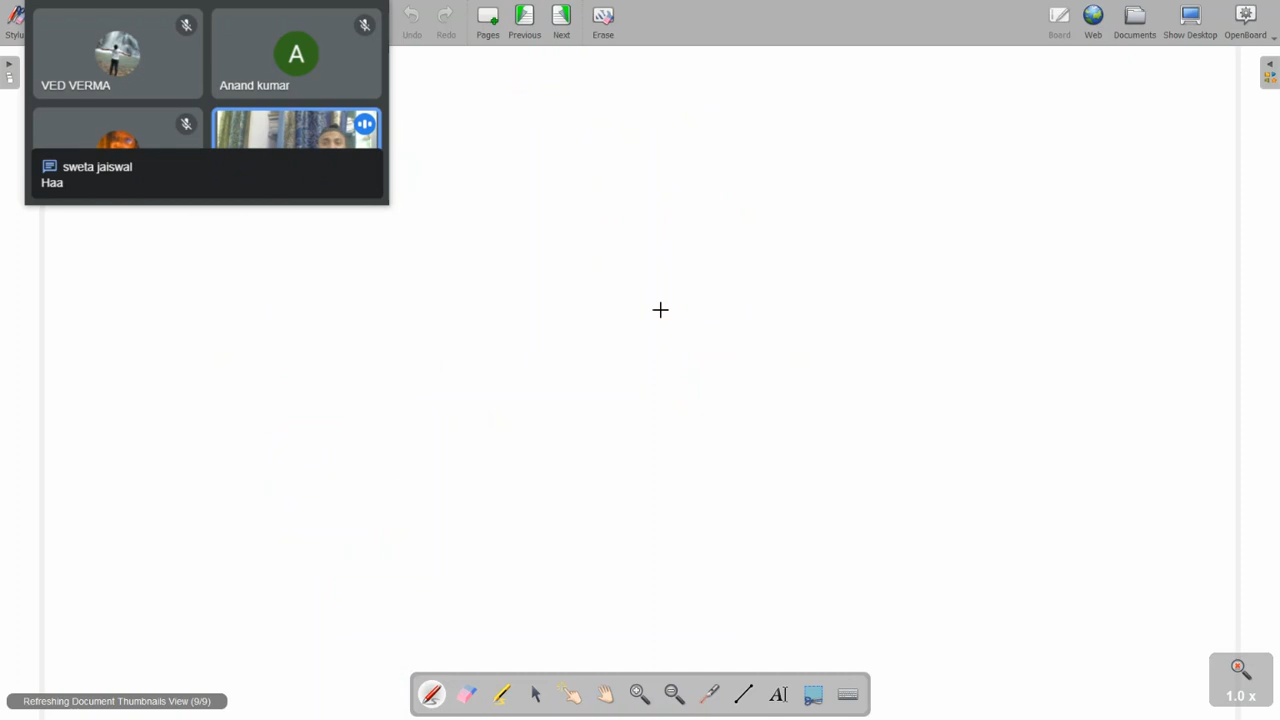 Stylu
Undo
Redo
Pages
Previous
Next
Erase
Board
Web
Documents
Show Desktop
OpenBoard
VED VERMA
A
Anand kumar
sweta jaiswal
Haa
Refreshing Document Thumbnails View (9/9)
1.0 x